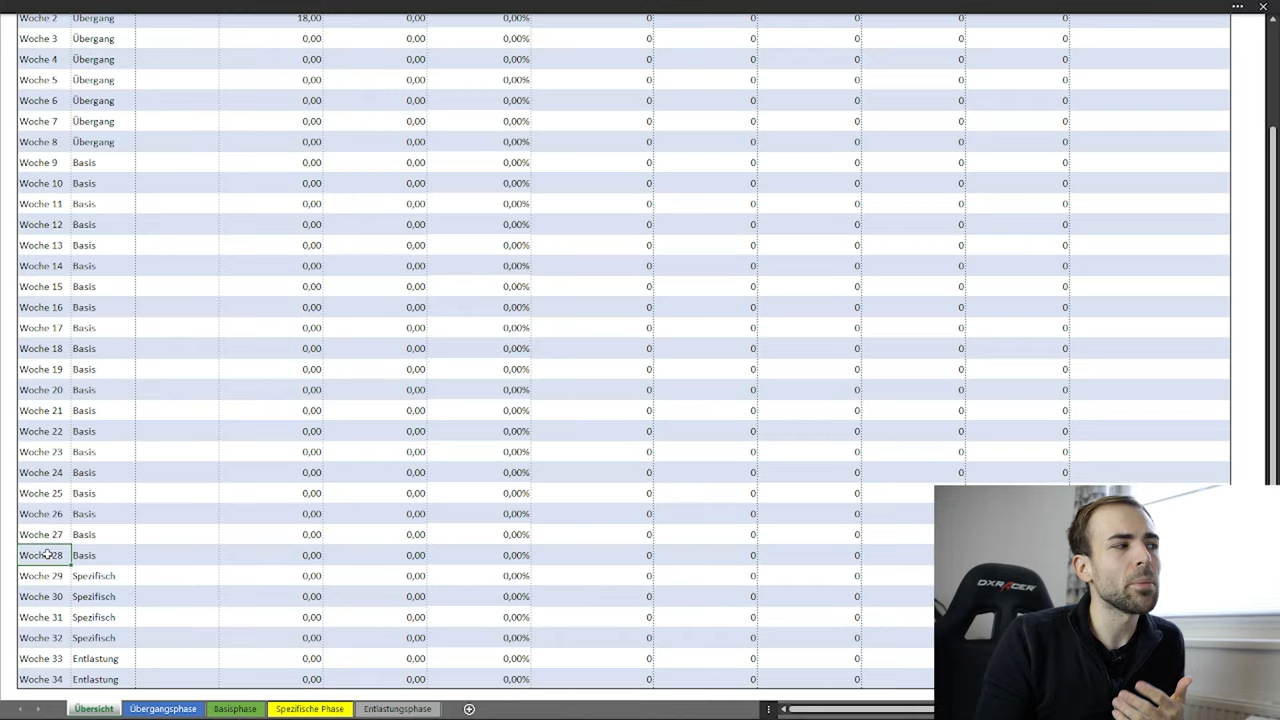 Woche 2 Übergang 18,00 0,00 0,00% 0 0 0 0 0
Woche 3 Übergang 0,00 0,00 0,00% 0 0 0 0 0
Woche 4 Übergang 0,00 0,00 0,00% 0 0 0 0 0
Woche 5 Übergang 0,00 0,00 0,00% 0 0 0 0 0
Woche 6 Übergang 0,00 0,00 0,00% 0 0 0 0 0
Woche 7 Übergang 0,00 0,00 0,00% 0 0 0 0 0
Woche 8 Übergang 0,00 0,00 0,00% 0 0 0 0 0
Woche 9 Basis 0,00 0,00 0,00% 0 0 0 0 0
Woche 10 Basis 0,00 0,00 0,00% 0 0 0 0 0
Woche 11 Basis 0,00 0,00 0,00% 0 0 0 0 0
Woche 12 Basis 0,00 0,00 0,00% 0 0 0 0 0
Woche 13 Basis 0,00 0,00 0,00% 0 0 0 0 0
Woche 14 Basis 0,00 0,00 0,00% 0 0 0 0 0
Woche 15 Basis 0,00 0,00 0,00% 0 0 0 0 0
Woche 16 Basis 0,00 0,00 0,00% 0 0 0 0 0
Woche 17 Basis 0,00 0,00 0,00% 0 0 0 0 0
Woche 18 Basis 0,00 0,00 0,00% 0 0 0 0 0
Woche 19 Basis 0,00 0,00 0,00% 0 0 0 0 0
Woche 20 Basis 0,00 0,00 0,00% 0 0 0 0 0
Woche 21 Basis 0,00 0,00 0,00% 0 0 0 0 0
Woche 22 Basis 0,00 0,00 0,00% 0 0 0 0 0
Woche 23 Basis 0,00 0,00 0,00% 0 0 0 0 0
Woche 24 Basis 0,00 0,00 0,00% 0 0 0 0 0
Woche 25 Basis 0,00 0,00 0,00% 0 0 0
Woche 26 Basis 0,00 0,00 0,00% 0 0 0
Woche 27 Basis 0,00 0,00 0,00% 0 0 0
Woche 28 Basis 0,00 0,00 0,00% 0 0 0
Woche 29 Spezifisch 0,00 0,00 0,00% 0 0 0
Woche 30 Spezifisch 0,00 0,00 0,00% 0 0 0
Woche 31 Spezifisch 0,00 0,00 0,00% 0 0 0
Woche 32 Spezifisch 0,00 0,00 0,00% 0 0 0
Woche 33 Entlastung 0,00 0,00 0,00% 0 0 0
Woche 34 Entlastung 0,00 0,00 0,00% 0 0 0
DXRACER
Übersicht Übergangsphase Basisphase Spezifische Phase Entlastungsphase